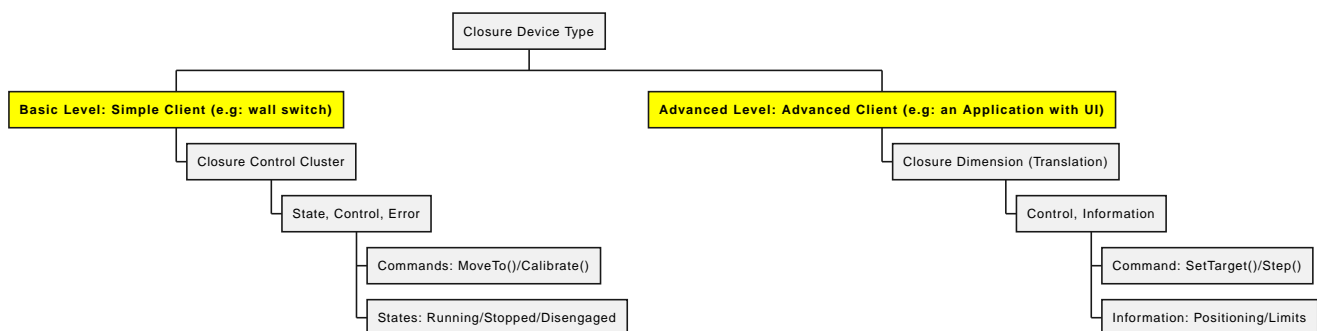 Closure Device Type
Basic Level: Simple Client (e.g: wall switch)
Closure Control Cluster
State, Control, Error
Commands: MoveTo()/Calibrate()
States: Running/Stopped/Disengaged
Advanced Level: Advanced Client (e.g: an Application with UI)
Closure Dimension (Translation)
Control, Information
Command: SetTarget()/Step()
Information: Positioning/Limits